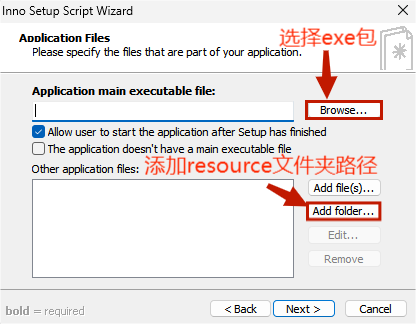 Inno Setup Script Wizard
选择exe包
Application Files
Please specify the files that are part of your application.
Application main executable file:
Browse...
Allow user to start the application after Setup has finished
The application doesn't have a main executable file
添加resource文件夹路径
Other application files:
Add file(s)...
Add folder...
Edit...
Remove
bold = required
< Back
Next >
Cancel